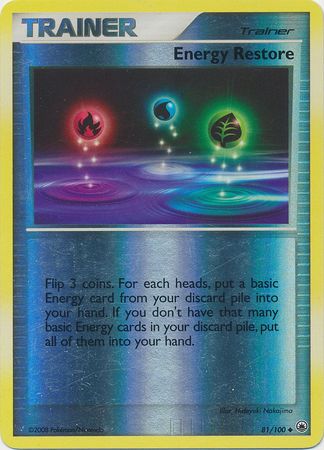 TRAINER
Trainer
Energy Restore
Flip 3 coins. For each heads, put a basic
Energy card from your discard pile into
your hand. If you don't have that many
basic Energy cards in your discard pile, put
all of them into your hand.
Illus. Hideyuki Nakajima
©2008 Pokémon/Nintendo
81/100 ◆